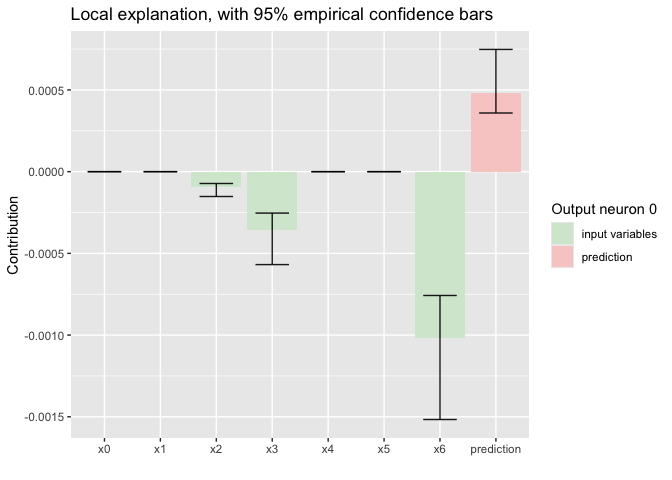 Local explanation, with 95% empirical confidence bars
Contribution
0.0005
0.0000
-0.0005
-0.0010
-0.0015
x0 x1 x2 x3 x4 x5 x6 prediction
Output neuron 0
input variables
prediction